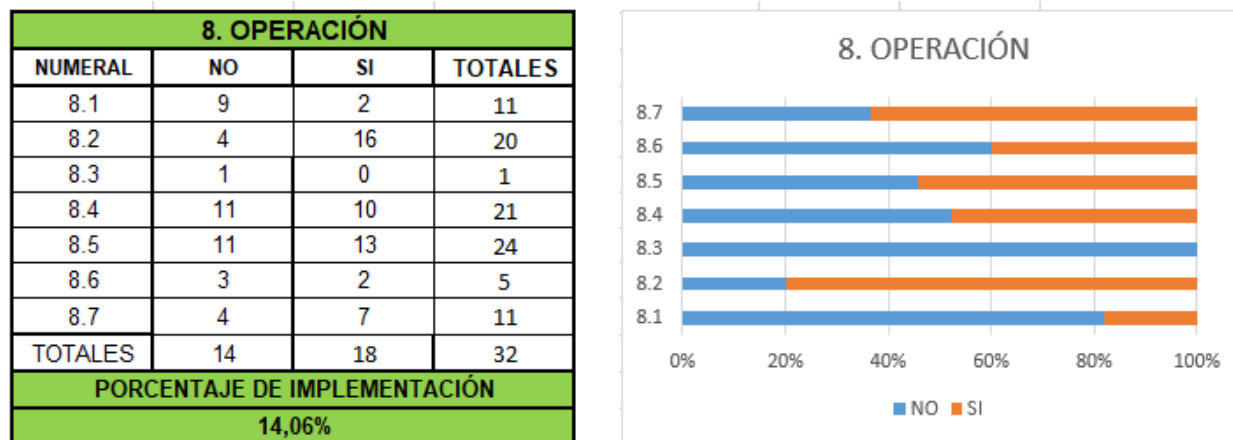 8. OPERACIÓN
NUMERAL NO SI TOTALES
8.1 9 2 11
8.2 4 16 20
8.3 1 0 1
8.4 11 10 21
8.5 11 13 24
8.6 3 2 5
8.7 4 7 11
TOTALES 14 18 32
PORCENTAJE DE IMPLEMENTACIÓN
14,06%
8. OPERACIÓN
8.7
8.6
8.5
8.4
8.3
8.2
8.1
0% 20% 40% 60% 80% 100%
NO SI